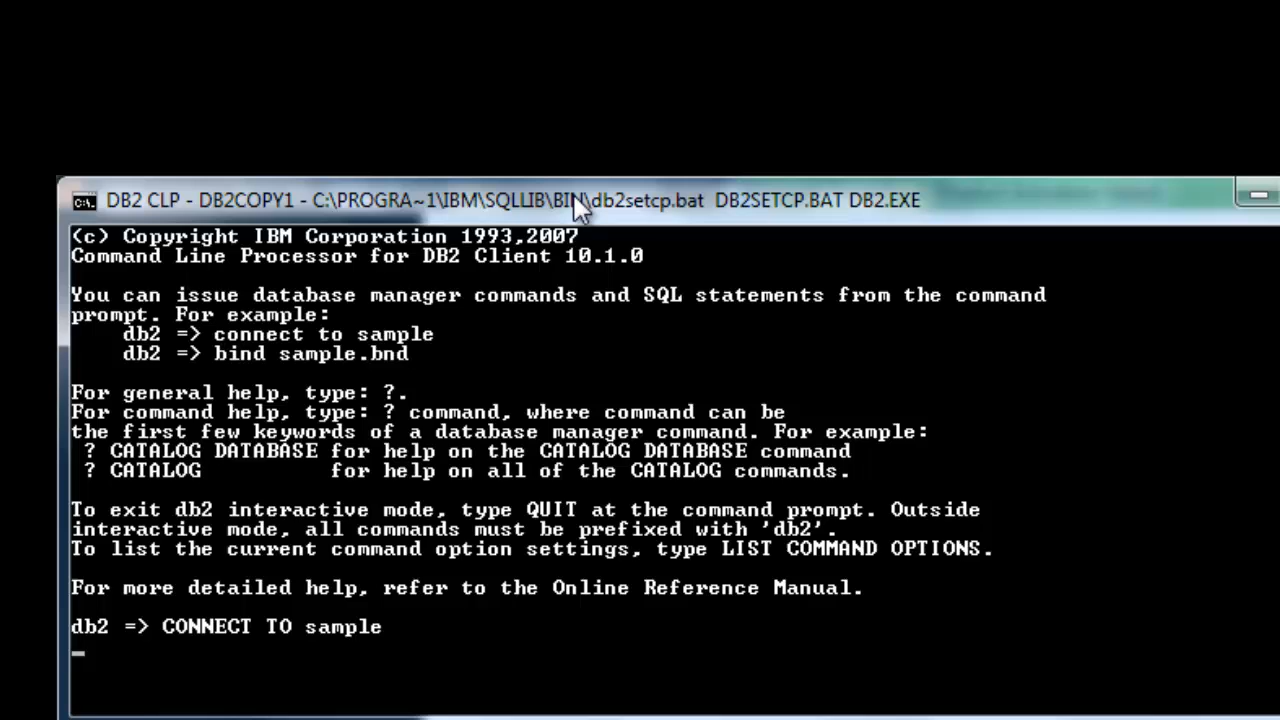 DB2 CLP - DB2COPY1 - C:\PROGRA~1\IBM\SQLLIB\BIN\db2setcp.bat DB2SETCP.BAT DB2.EXE
(c) Copyright IBM Corporation 1993,2007
Command Line Processor for DB2 Client 10.1.0
You can issue database manager commands and SQL statements from the command
prompt. For example:
db2 => connect to sample
db2 => bind sample.bnd
For general help, type: ?.
For command help, type: ? command, where command can be
the first few keywords of a database manager command. For example:
? CATALOG DATABASE for help on the CATALOG DATABASE command
? CATALOG for help on all of the CATALOG commands.
To exit db2 interactive mode, type QUIT at the command prompt. Outside
interactive mode, all commands must be prefixed with 'db2'.
To list the current command option settings, type LIST COMMAND OPTIONS.
For more detailed help, refer to the Online Reference Manual.
db2 => CONNECT TO sample